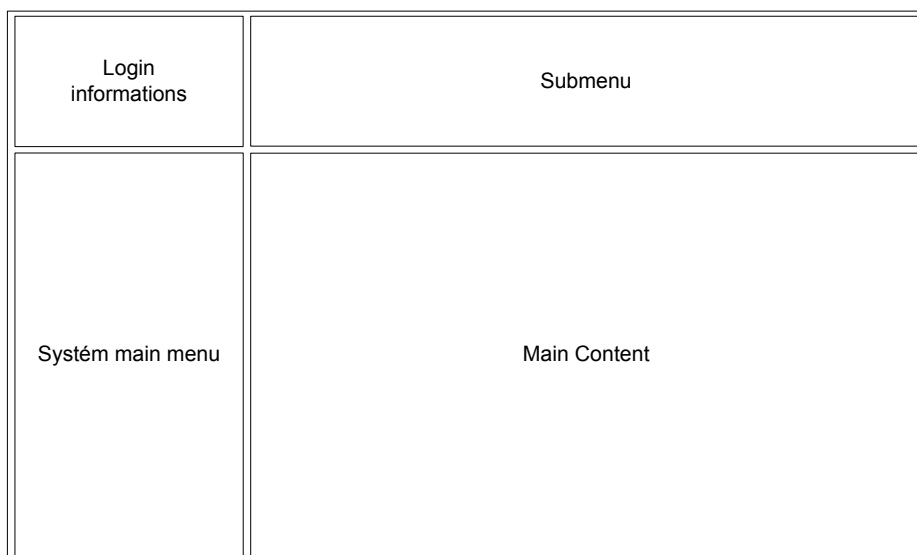 Login
informations
Submenu
Systém main menu
Main Content